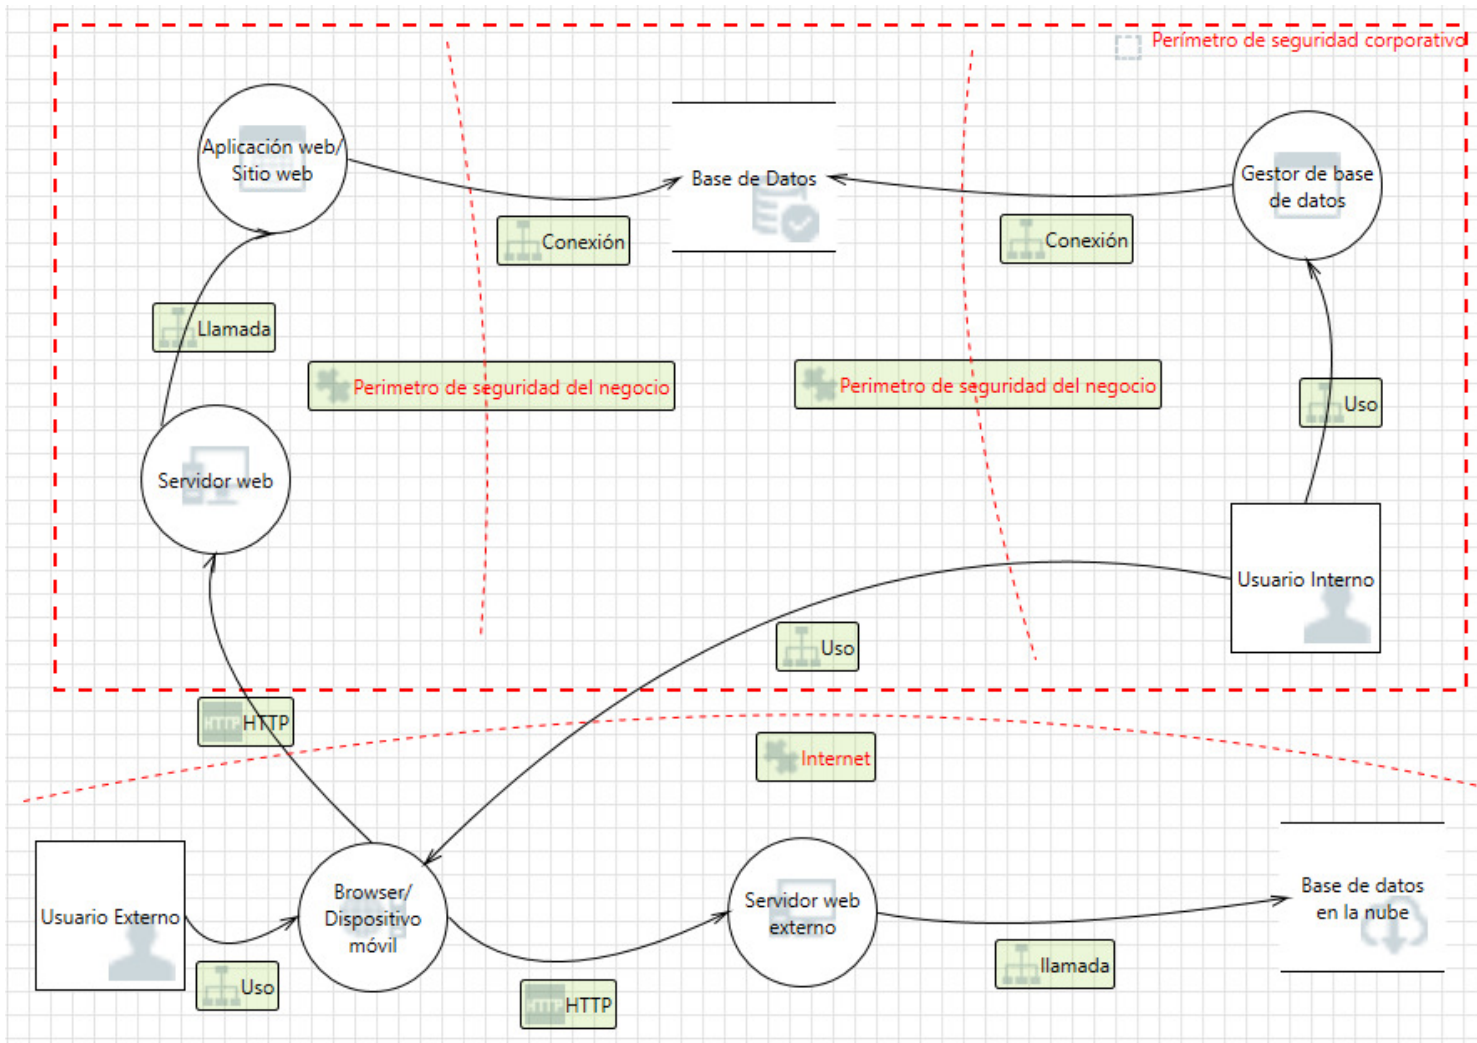 Perímetro de seguridad corporativo
Aplicación web/
Sitio web
Base de Datos
Gestor de base
de datos
Conexión
Conexión
Llamada
Perimetro de seguridad del negocio
Perimetro de seguridad del negocio
Uso
Servidor web
Usuario Interno
Uso
HTTP
HTTP
Internet
Usuario Externo
Browser/
Dispositivo
móvil
Servidor web
externo
Base de datos
en la nube
Uso
HTTP
HTTP
llamada